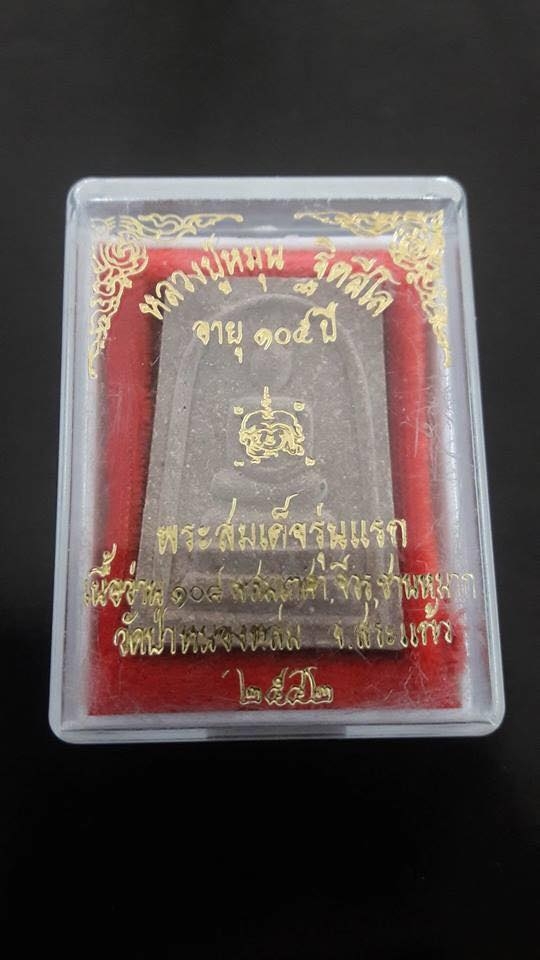 หลวงปู่หมุน ฐิตสีโล
อายุ ๑๐๕ ปี
พระสมเด็จรุ่นแรก
เนื้อว่าน ๑๐๘ ผสมเกศา,จีวร,ชานหมาก
วัดป่าหนองหล่ม จ.สระแก้ว
๒๕๔๒